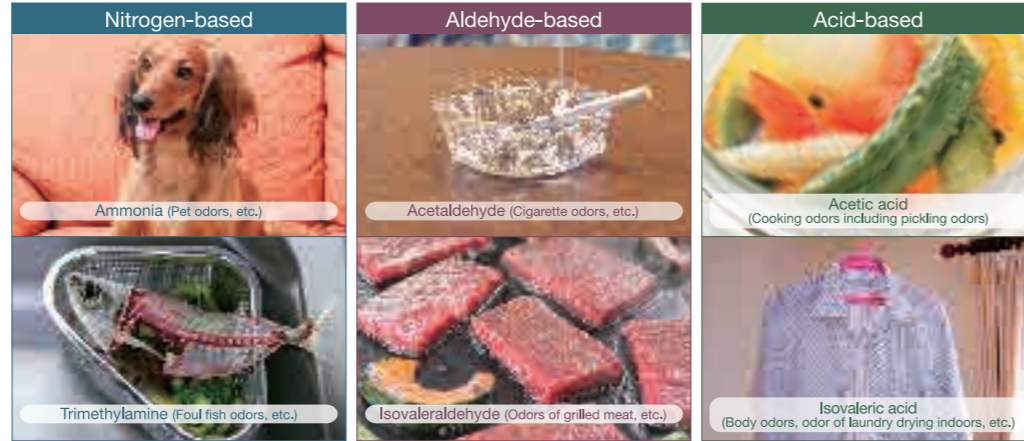 Nitrogen-based
Aldehyde-based
Acid-based
Ammonia (Pet odors, etc.)
Acetaldehyde (Cigarette odors, etc.)
Acetic acid
(Cooking odors including pickling odors)
Trimethylamine (Foul fish odors, etc.)
Isovaleraldehyde (Odors of grilled meat, etc.)
Isovaleric acid
(Body odors, odor of laundry drying indoors, etc.)